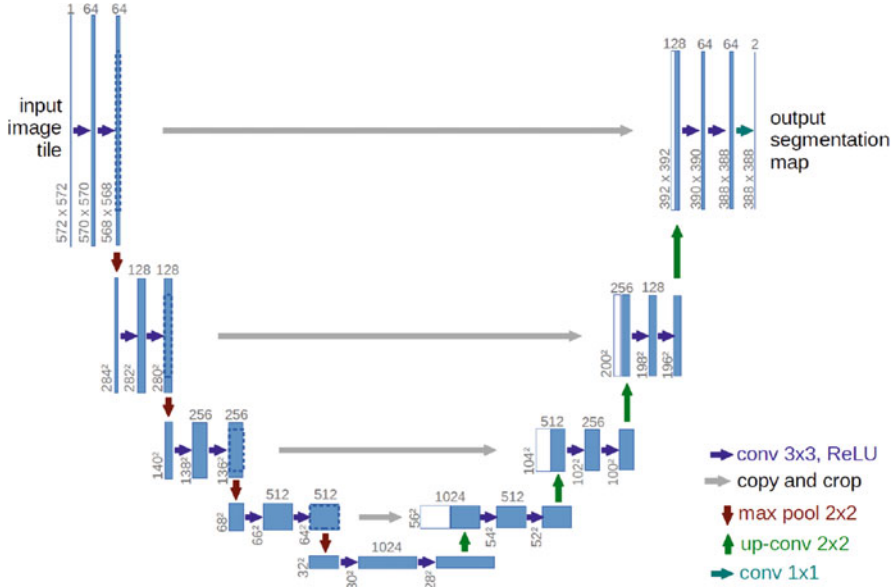 1 64 64
input
image
tile
572 x 572
570 x 570
568 x 568
128 64 64 2
output
segmentation
map
392 x 392
390 x 390
388 x 388
388 x 388
128 128
284²
282²
280²
256 128
200²
198²
196²
256 256
140²
138²
136²
512 256
104²
102²
100²
512 512
68²
66²
64²
1024 512
56²
54²
52²
1024
32²
30²
28²
conv 3x3, ReLU
copy and crop
max pool 2x2
up-conv 2x2
conv 1x1